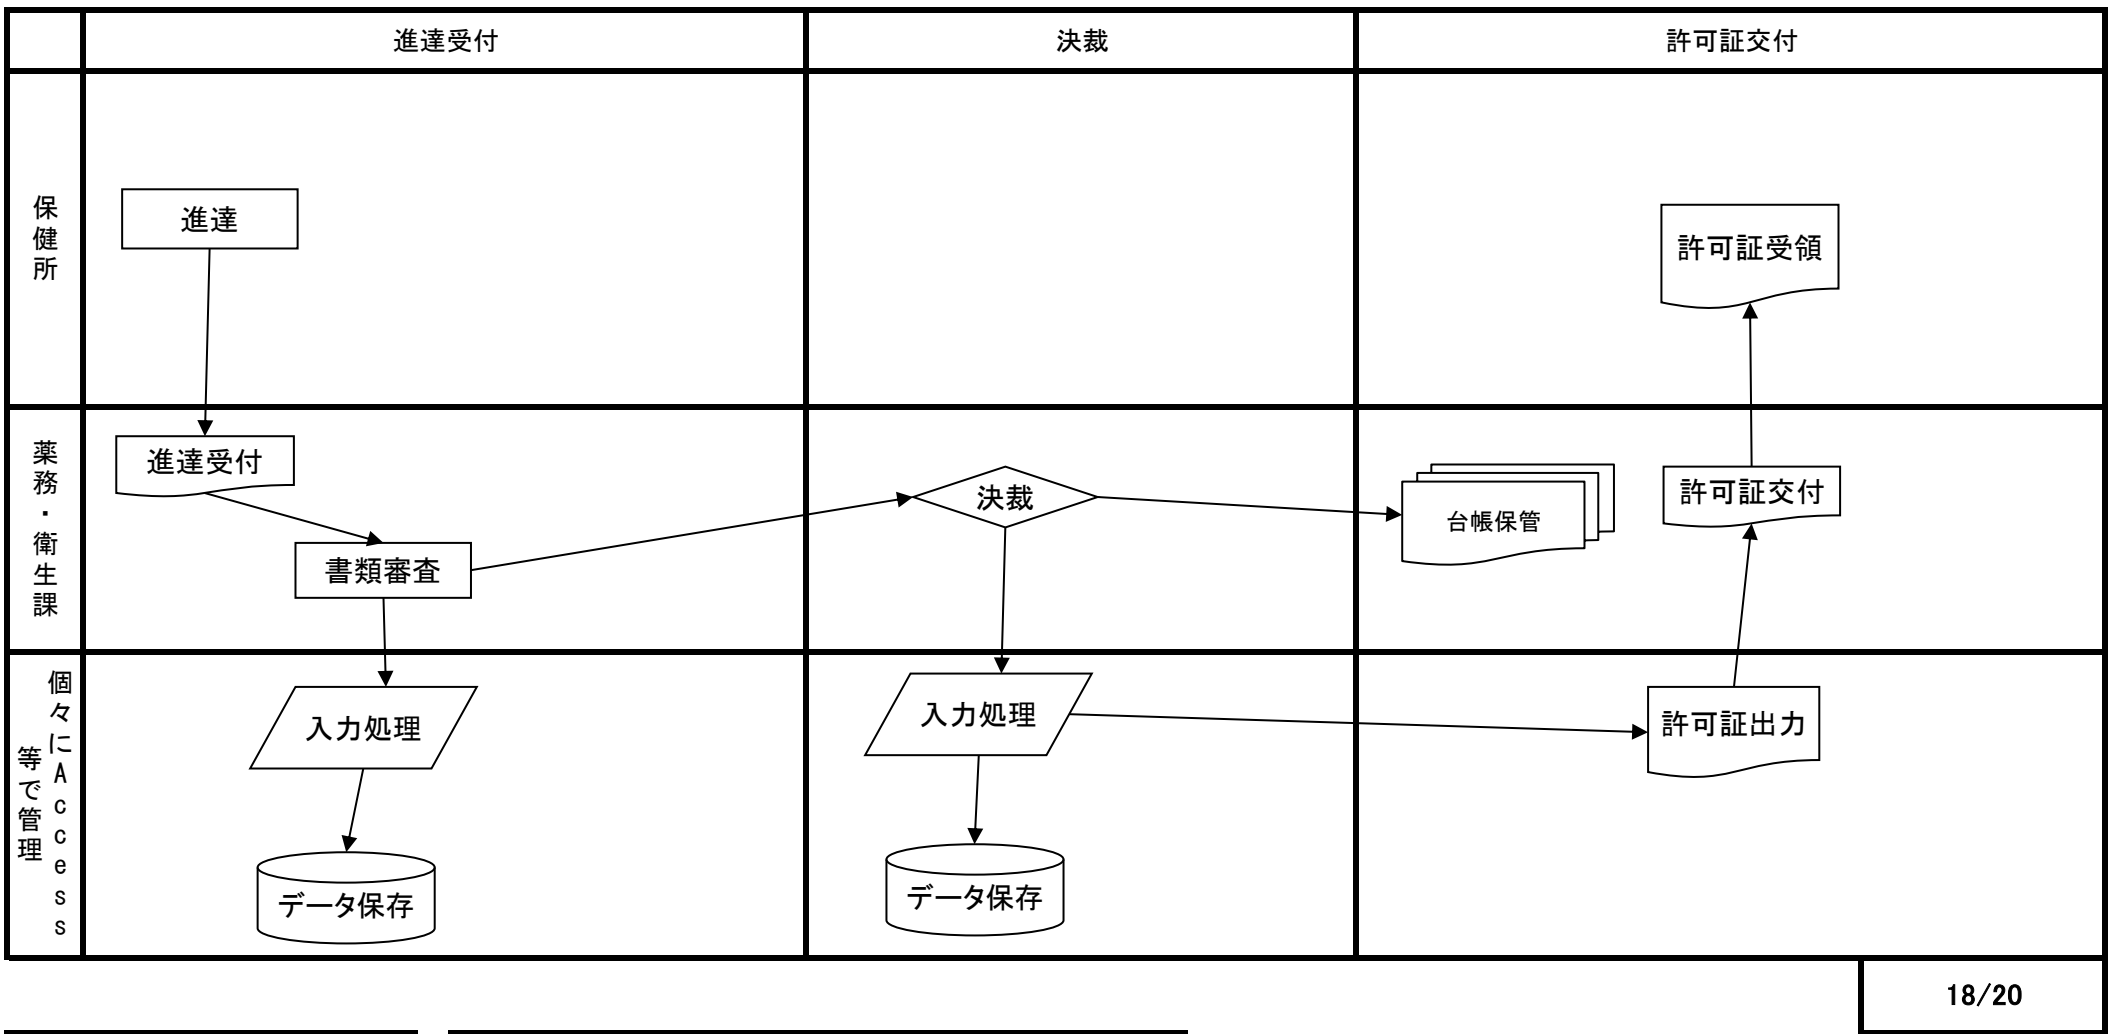 進達受付
決裁
許可証交付
保健所
進達
許可証受領
薬務・衛生課
進達受付
書類審査
決裁
台帳保管
許可証交付
個々にAccess
等で管理
入力処理
データ保存
入力処理
データ保存
許可証出力
18/20